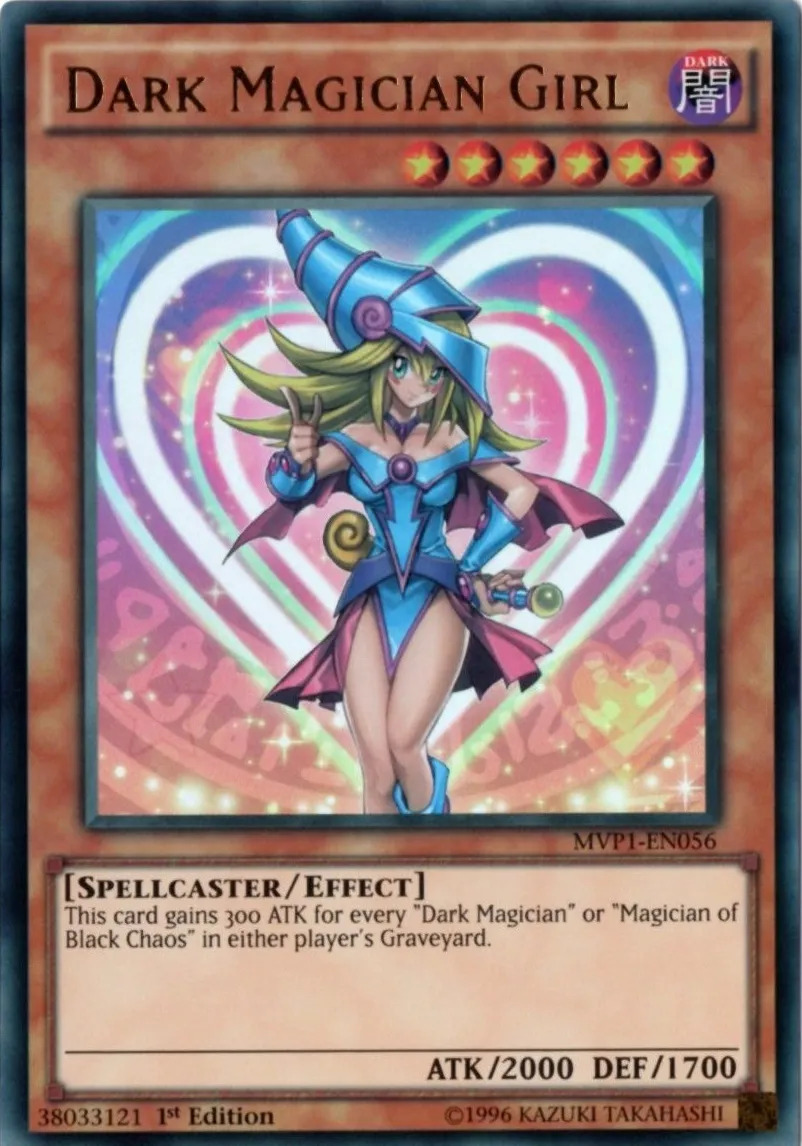 DARK MAGICIAN GIRL
DARK
闇
MVP1-EN056
[SPELLCASTER/EFFECT]
This card gains 300 ATK for every "Dark Magician" or "Magician of
Black Chaos" in either player's Graveyard.
ATK/2000 DEF/1700
38033121 1st Edition
©1996 KAZUKI TAKAHASHI